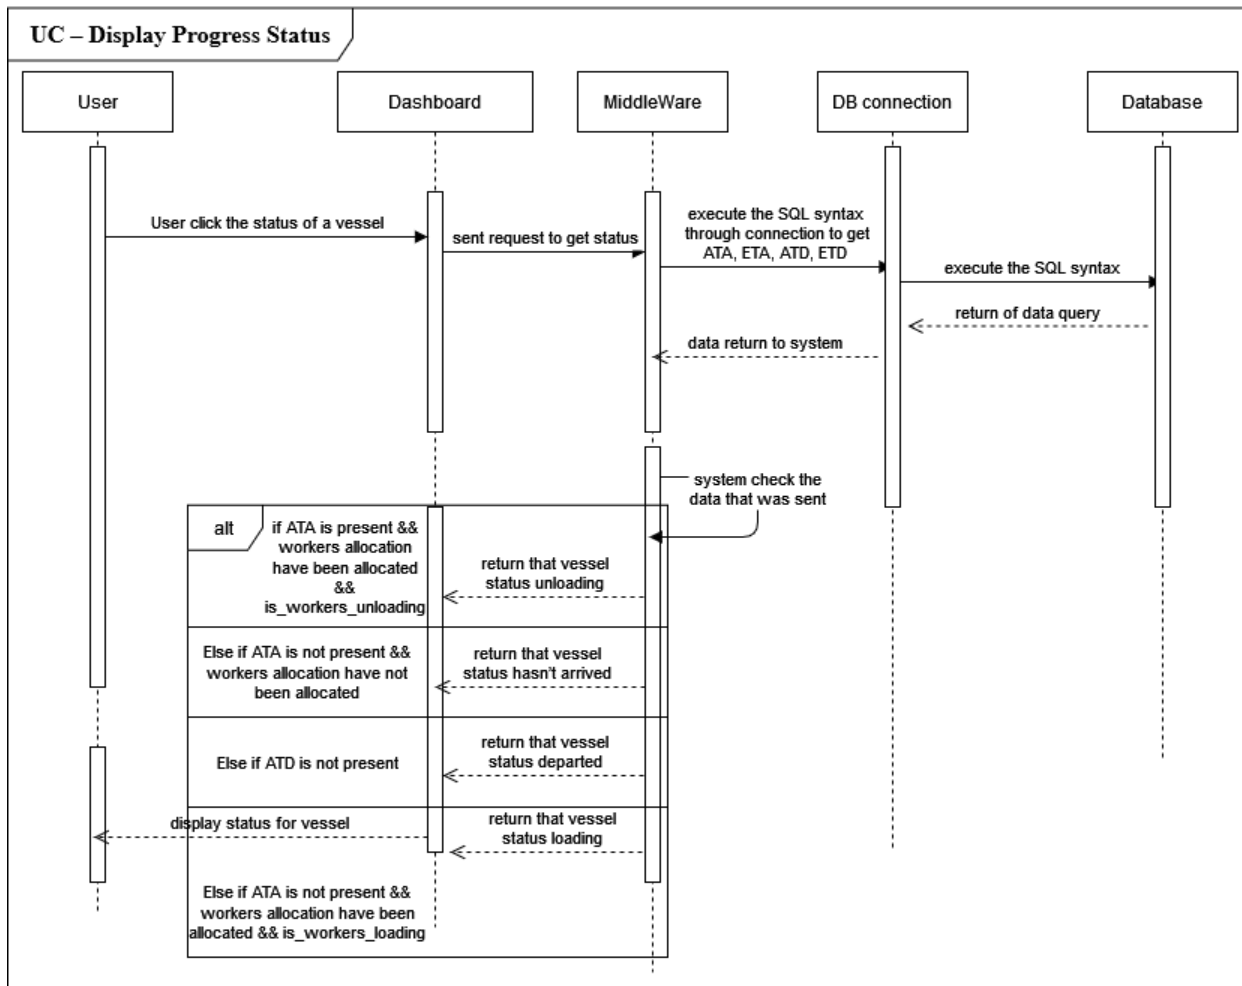 UC – Display Progress Status
User
Dashboard
MiddleWare
DB connection
Database
User click the status of a vessel
sent request to get status
execute the SQL syntax
through connection to get
ATA, ETA, ATD, ETD
execute the SQL syntax
return of data query
data return to system
system check the
data that was sent
alt
if ATA is present &&
workers allocation
have been allocated
&&
is_workers_unloading
return that vessel
status unloading
Else if ATA is not present &&
workers allocation have not
been allocated
return that vessel
status hasn't arrived
Else if ATD is not present
return that vessel
status departed
display status for vessel
return that vessel
status loading
Else if ATA is not present &&
workers allocation have been
allocated && is_workers_loading